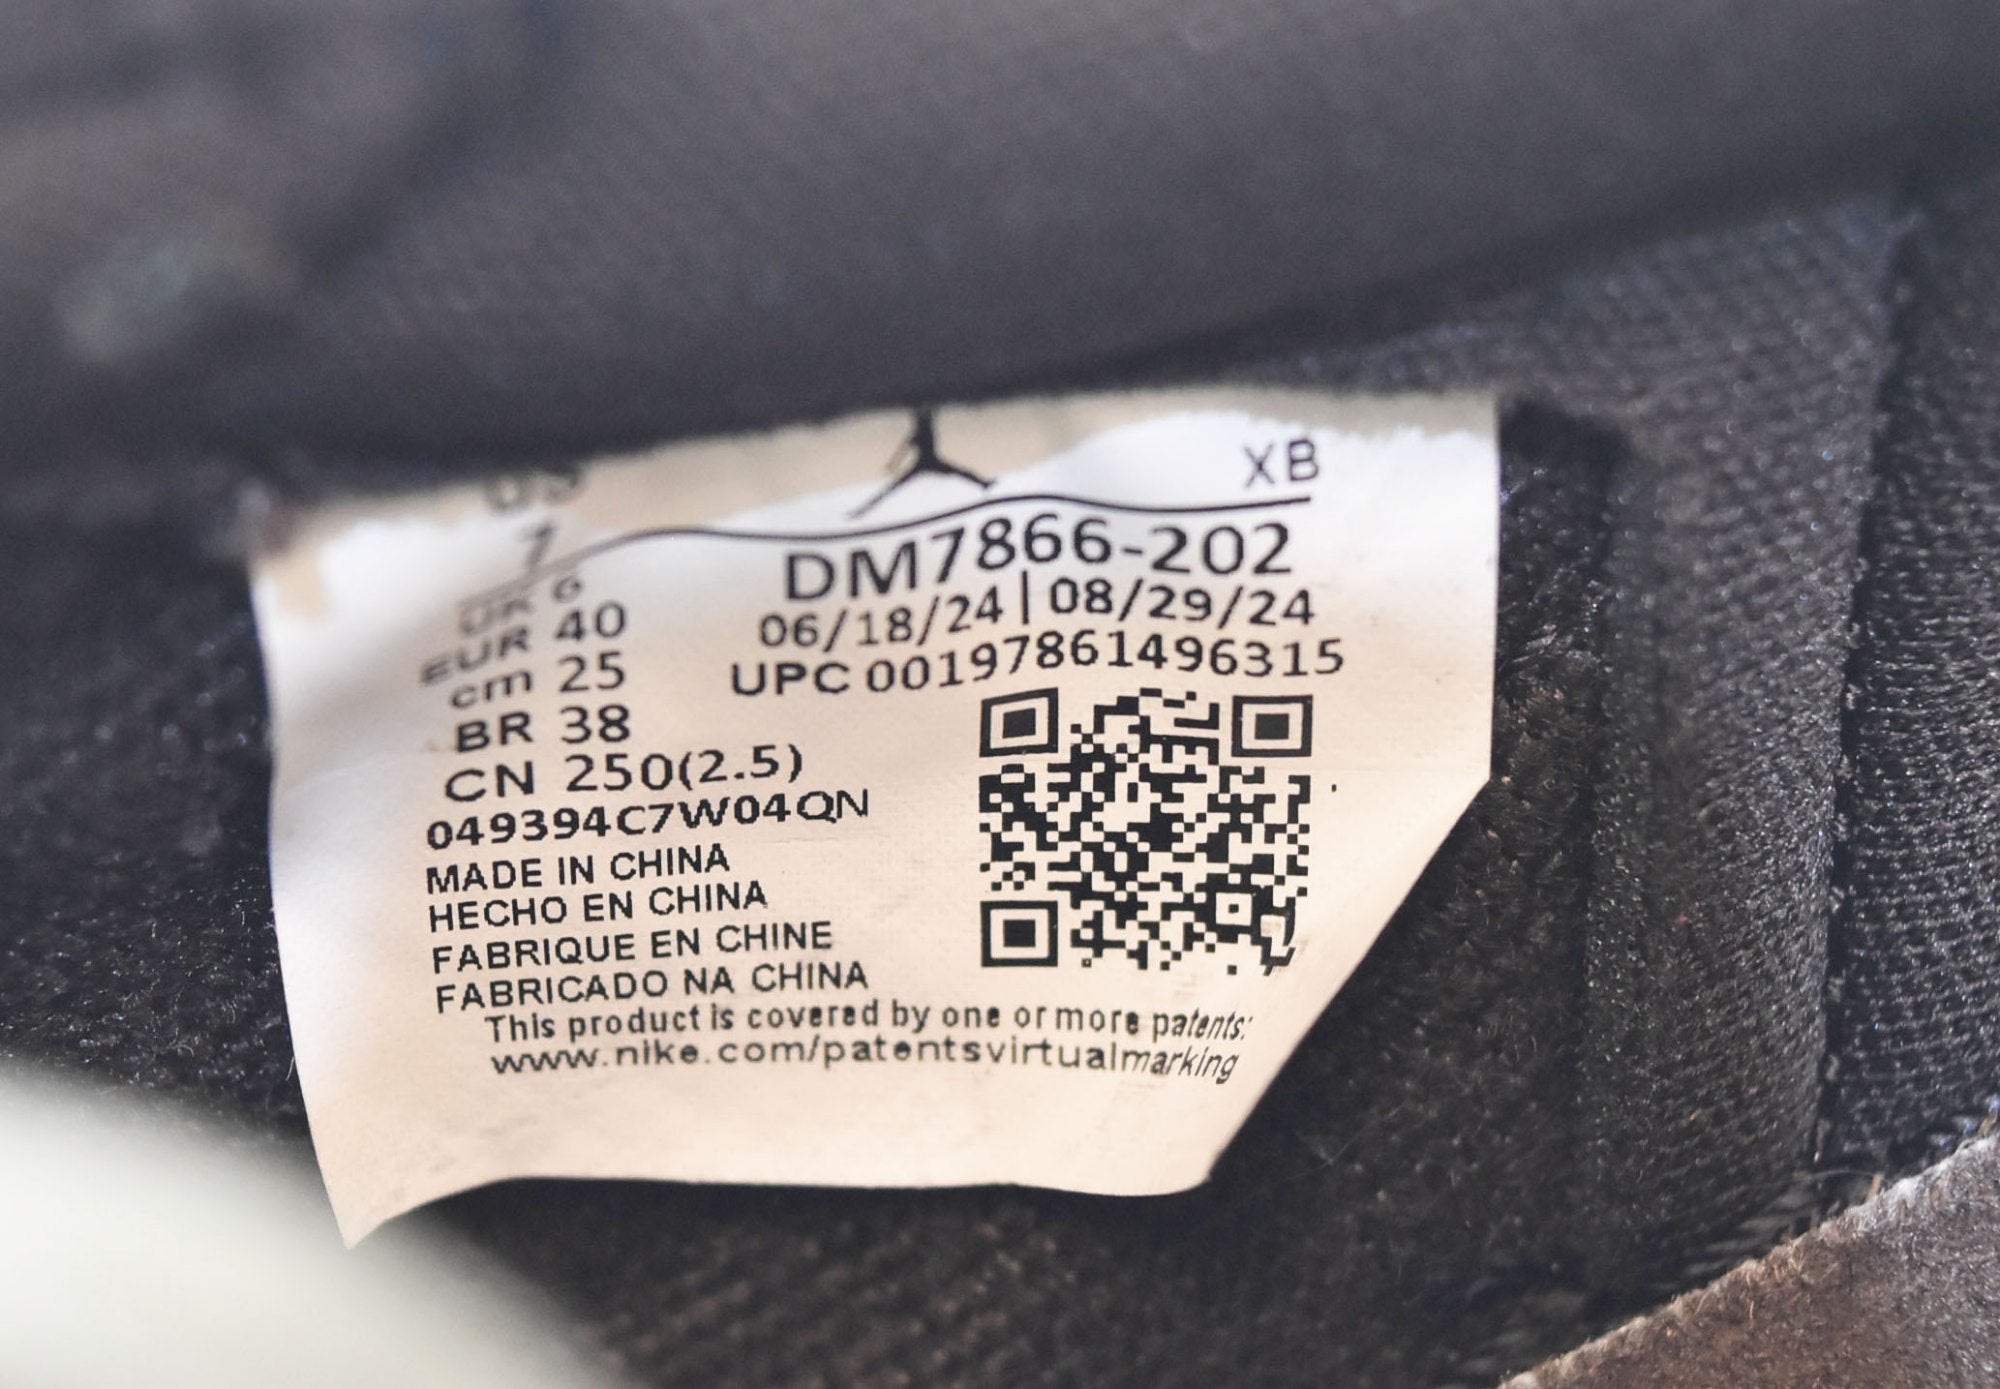 US 7
XB
UK 6
EUR 40
cm 25
BR 38
CN 250(2.5)
DM7866-202
06/18/24 | 08/29/24
UPC 00197861496315
049394C7W04QN
MADE IN CHINA
HECHO EN CHINA
FABRIQUE EN CHINE
FABRICADO NA CHINA
This product is covered by one or more patents:
www.nike.com/patentsvirtualmarking